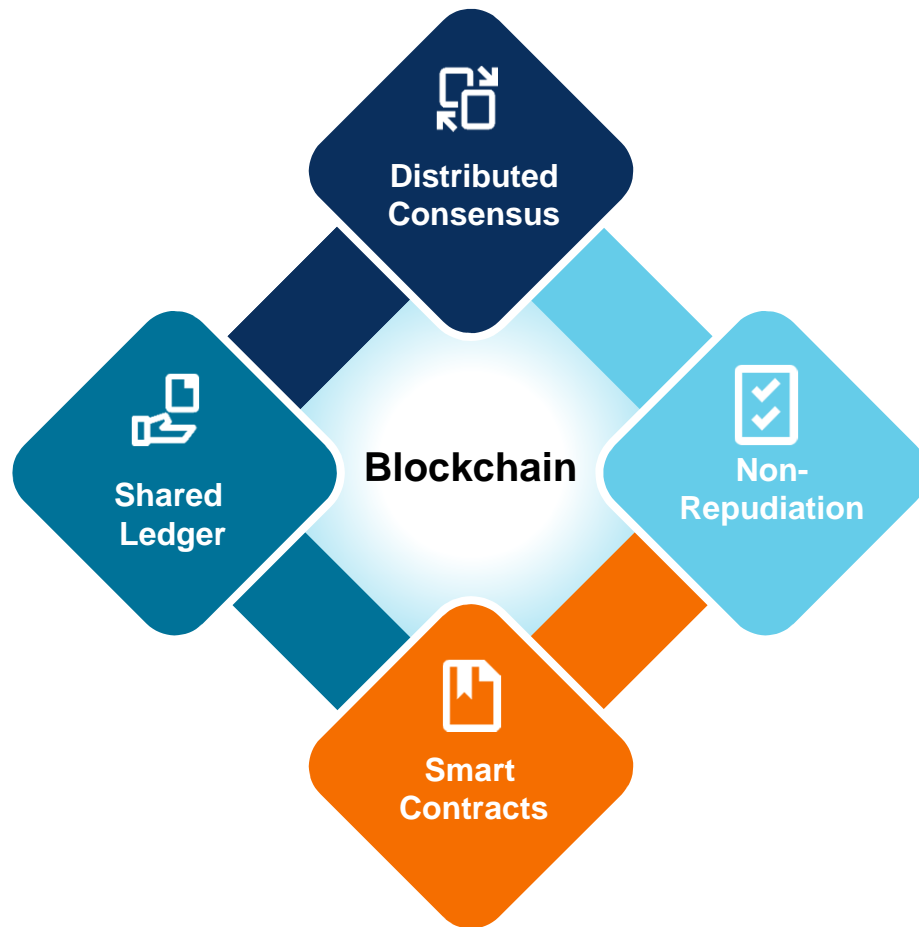 Distributed
Consensus
Blockchain
Shared
Ledger
Non-
Repudiation
Smart
Contracts